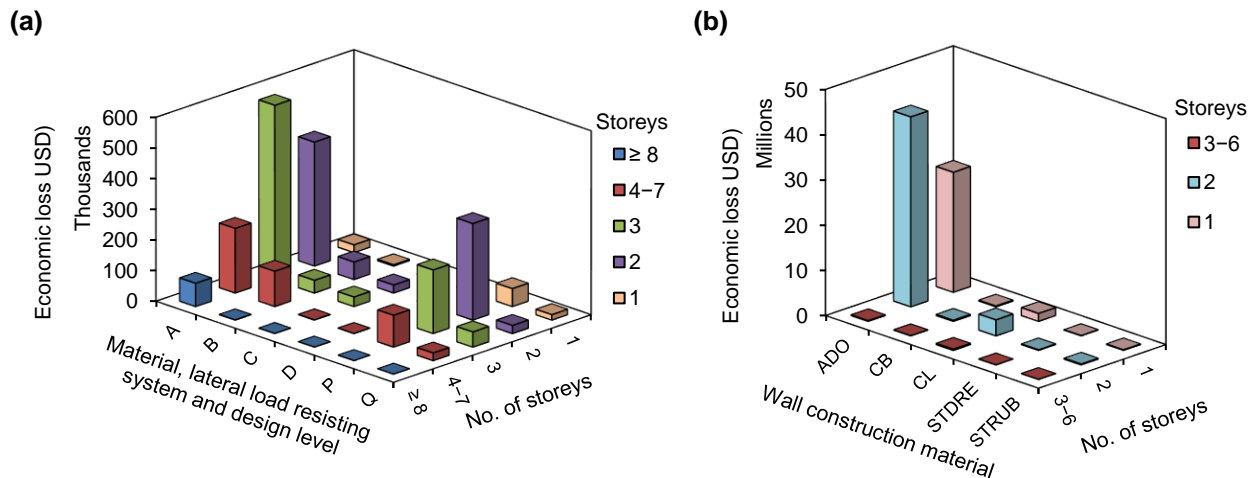 (a)
Economic loss USD)
Thousands
600
500
400
300
200
100
0
A
B
C
D
P
Q
Material, lateral load resisting
system and design level
≥ 8
4−7
3
2
1
No. of storeys
Storeys
≥ 8
4−7
3
2
1
(b)
Economic loss USD)
Millions
50
40
30
20
10
0
ADO
CB
CL
STDRE
STRUB
Wall construction material
3−6
2
1
No. of storeys
Storeys
3−6
2
1